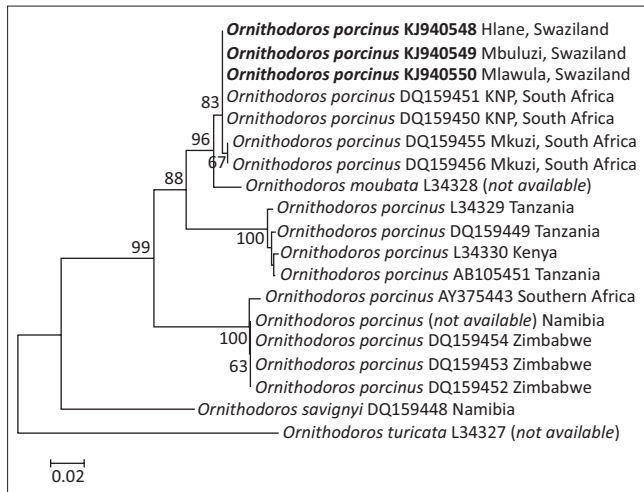 Ornithodoros porcinus KJ940548 Hlane, Swaziland
Ornithodoros porcinus KJ940549 Mbuluzi, Swaziland
Ornithodoros porcinus KJ940550 Mlawula, Swaziland
83
Ornithodoros porcinus DQ159451 KNP, South Africa
Ornithodoros porcinus DQ159450 KNP, South Africa
96
Ornithodoros porcinus DQ159455 Mkuzi, South Africa
67
Ornithodoros porcinus DQ159456 Mkuzi, South Africa
88
Ornithodoros moubata L34328 (not available)
Ornithodoros porcinus L34329 Tanzania
99
100
Ornithodoros porcinus DQ159449 Tanzania
Ornithodoros porcinus L34330 Kenya
Ornithodoros porcinus AB105451 Tanzania
Ornithodoros porcinus AY375443 Southern Africa
Ornithodoros porcinus (not available) Namibia
100
Ornithodoros porcinus DQ159454 Zimbabwe
63
Ornithodoros porcinus DQ159453 Zimbabwe
Ornithodoros porcinus DQ159452 Zimbabwe
Ornithodoros savignyi DQ159448 Namibia
Ornithodoros turicata L34327 (not available)
0.02